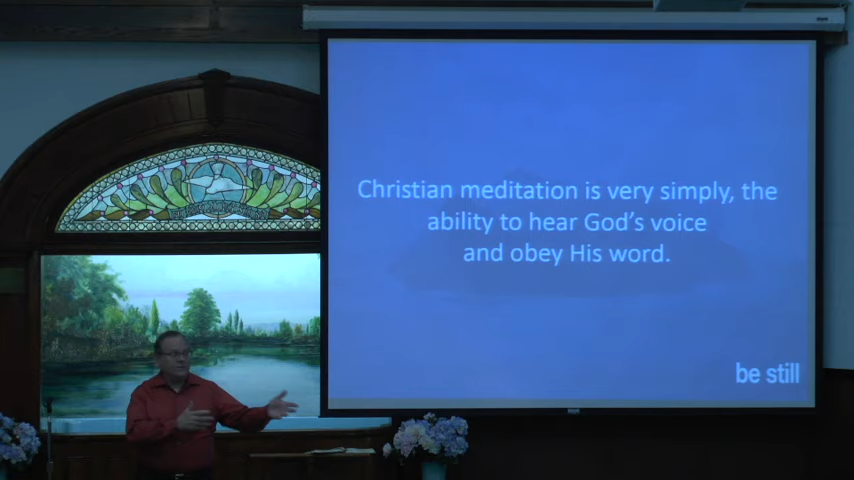 Christian meditation is very simply, the
ability to hear God's voice
and obey His word.
be still